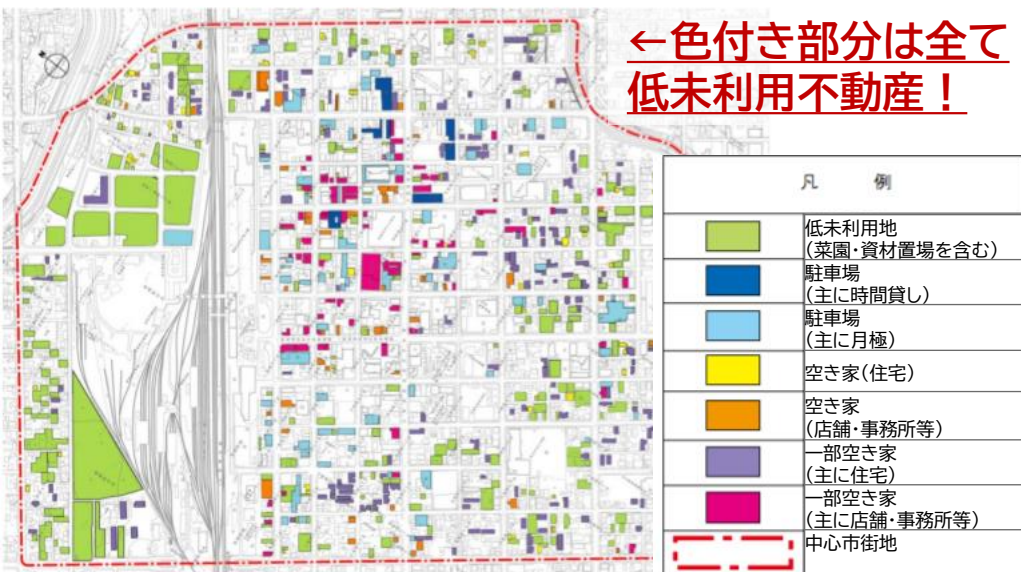 ←色付き部分は全て
低未利用不動産！
凡 例
低未利用地
(菜園・資材置場を含む)
駐車場
(主に時間貸し)
駐車場
(主に月極)
空き家(住宅)
空き家
(店舗・事務所等)
一部空き家
(主に住宅)
一部空き家
(主に店舗・事務所等)
中心市街地